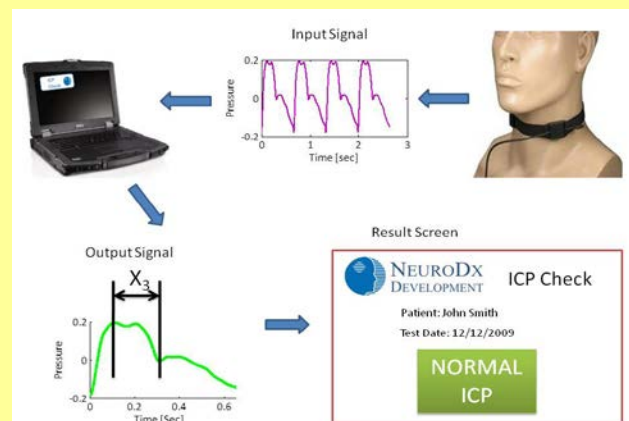 Input Signal
0.2
Pressure
0
-0.2
0
1
2
3
Time [sec]
ICP
Check
Output Signal
X3
0.2
Pressure
0
-0.2
0
0.2
0.4
0.6
Time [Sec]
Result Screen
NEURODX
DEVELOPMENT
ICP Check
Patient: John Smith
Test Date: 12/12/2009
NORMAL
ICP